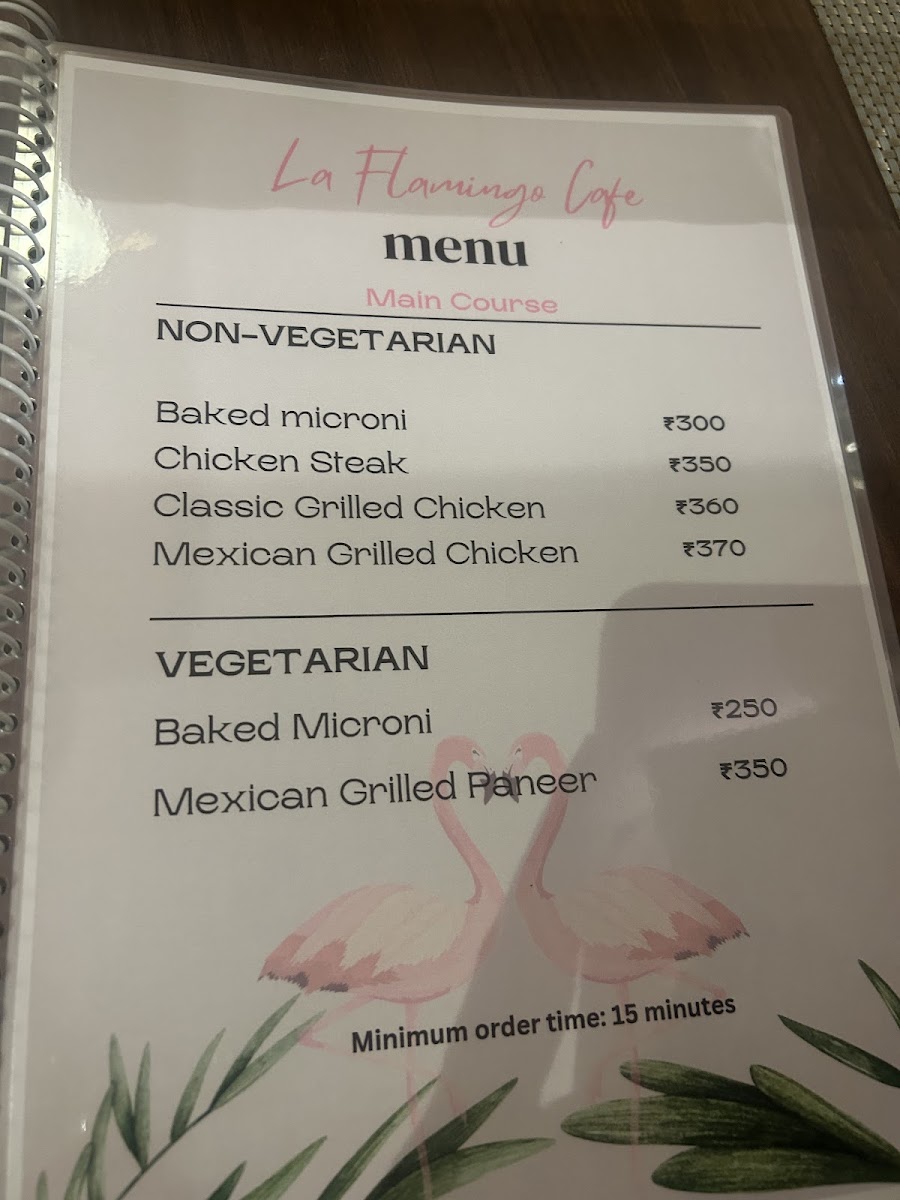 La Flamingo Cafe
menu
Main Course
NON-VEGETARIAN
Baked microni ₹300
Chicken Steak ₹350
Classic Grilled Chicken ₹360
Mexican Grilled Chicken ₹370
VEGETARIAN
Baked Microni ₹250
Mexican Grilled Paneer ₹350
Minimum order time: 15 minutes